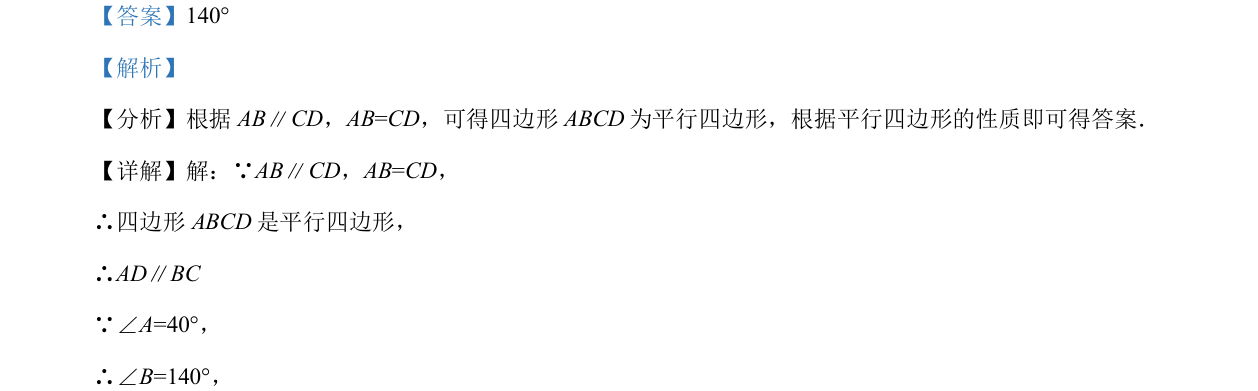 【答案】140°
【解析】
【分析】根据 AB∥CD，AB=CD，可得四边形 ABCD 为平行四边形，根据平行四边形的性质即可得答案．
【详解】解：∵AB∥CD，AB=CD，
∴四边形 ABCD 是平行四边形，
∴AD∥BC
∵∠A=40°，
∴∠B=140°，